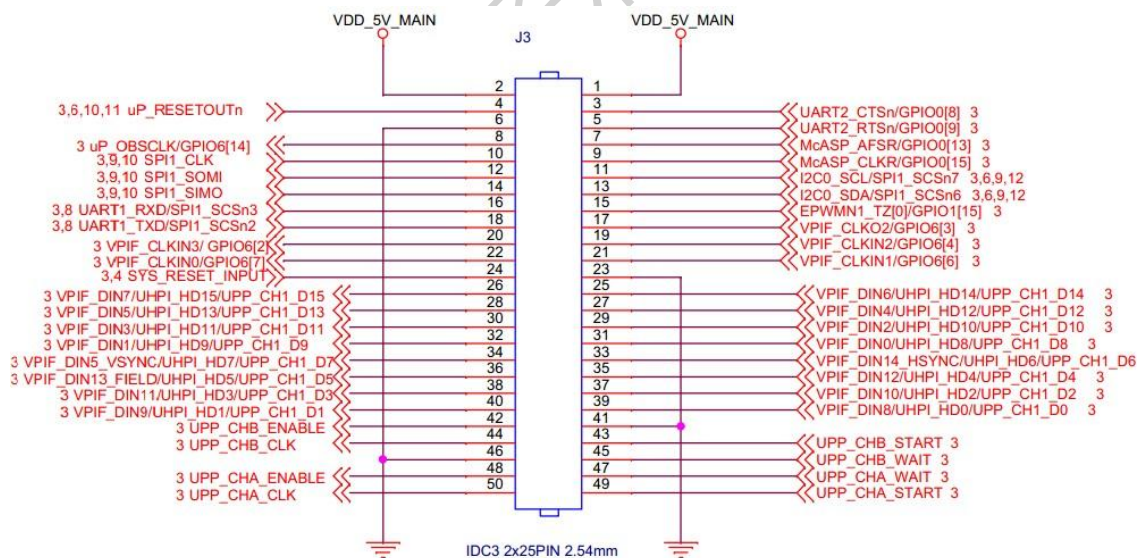 VDD_5V_MAIN
VDD_5V_MAIN
J3
2
1
3,6,10,11 uP_RESETOUTn
4
3
UART2_CTSn/GPIO0[8] 3
6
5
UART2_RTSn/GPIO0[9] 3
3 uP_OBSCLK/GPIO6[14]
8
7
McASP_AFSR/GPIO0[13] 3
3,9,10 SPI1_CLK
10
9
McASP_CLKR/GPIO0[15] 3
3,9,10 SPI1_SOMI
12
11
I2C0_SCL/SPI1_SCSn7 3,6,9,12
3,9,10 SPI1_SIMO
14
13
I2C0_SDA/SPI1_SCSn6 3,6,9,12
3,8 UART1_RXD/SPI1_SCSn3
16
15
EPWMN1_TZ[0]/GPIO1[15] 3
3,8 UART1_TXD/SPI1_SCSn2
18
17
VPIF_CLKO2/GPIO6[3] 3
3 VPIF_CLKIN3/ GPIO6[2]
20
19
VPIF_CLKIN2/GPIO6[4] 3
3 VPIF_CLKIN0/GPIO6[7]
22
21
VPIF_CLKIN1/GPIO6[6] 3
3,4 SYS_RESET_INPUT
24
23
3 VPIF_DIN7/UHPI_HD15/UPP_CH1_D15
26
25
VPIF_DIN6/UHPI_HD14/UPP_CH1_D14 3
3 VPIF_DIN5/UHPI_HD13/UPP_CH1_D13
28
27
VPIF_DIN4/UHPI_HD12/UPP_CH1_D12 3
3 VPIF_DIN3/UHPI_HD11/UPP_CH1_D11
30
29
VPIF_DIN2/UHPI_HD10/UPP_CH1_D10 3
3 VPIF_DIN1/UHPI_HD9/UPP_CH1_D9
32
31
VPIF_DIN0/UHPI_HD8/UPP_CH1_D8 3
3 VPIF_DIN5_VSYNC/UHPI_HD7/UPP_CH1_D7
34
33
VPIF_DIN14_HSYNC/UHPI_HD6/UPP_CH1_D6
3 VPIF_DIN13_FIELD/UHPI_HD5/UPP_CH1_D5
36
35
VPIF_DIN12/UHPI_HD4/UPP_CH1_D4 3
3 VPIF_DIN11/UHPI_HD3/UPP_CH1_D3
38
37
VPIF_DIN10/UHPI_HD2/UPP_CH1_D2 3
3 VPIF_DIN9/UHPI_HD1/UPP_CH1_D1
40
39
VPIF_DIN8/UHPI_HD0/UPP_CH1_D0 3
3 UPP_CHB_ENABLE
42
41
3 UPP_CHB_CLK
44
43
UPP_CHB_START 3
46
45
UPP_CHB_WAIT 3
3 UPP_CHA_ENABLE
48
47
UPP_CHA_WAIT 3
3 UPP_CHA_CLK
50
49
UPP_CHA_START 3
IDC3 2x25PIN 2.54mm